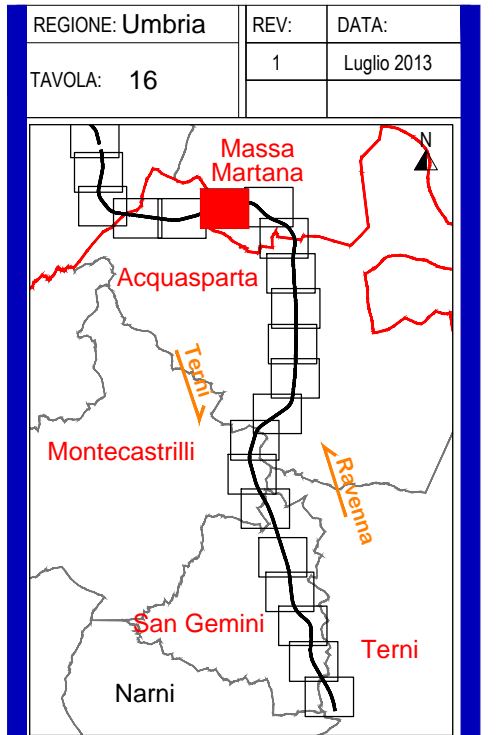 REGIONE: Umbria
REV:
DATA:
TAVOLA: 16
1
Luglio 2013
N
Massa
Martana
Acquasparta
Terni
Montecastrilli
Ravenna
San Gemini
Terni
Narni